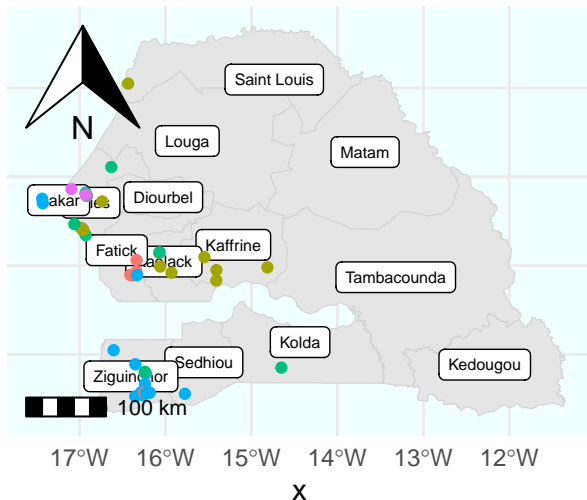 Saint Louis
N
Louga
Matam
Diourbel
Kaffrine
Fatick
Tambacounda
Kolda
Sedhiou
Kedougou
Ziguinchor
100 km
17°W 16°W 15°W 14°W 13°W 12°W
x